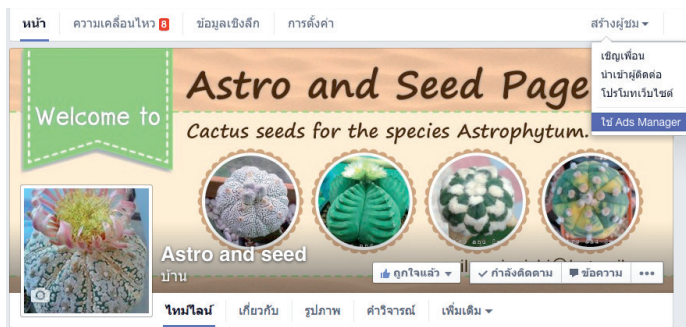 หน้า ความเคลื่อนไหว 8 ข้อมูลเชิงลึก การตั้งค่า สร้างผู้ชม
เชิญเพื่อน
นำเข้าผู้ติดต่อ
โปรโมทเว็บไซต์
ใช้ Ads Manager
Welcome to
Astro and Seed Page
Cactus seeds for the species Astrophytum.
Astro and seed
บ้าน
ถูกใจแล้ว กำลังติดตาม ข้อความ
ไทม์ไลน์ เกี่ยวกับ รูปภาพ คำวิจารณ์ เพิ่มเติม